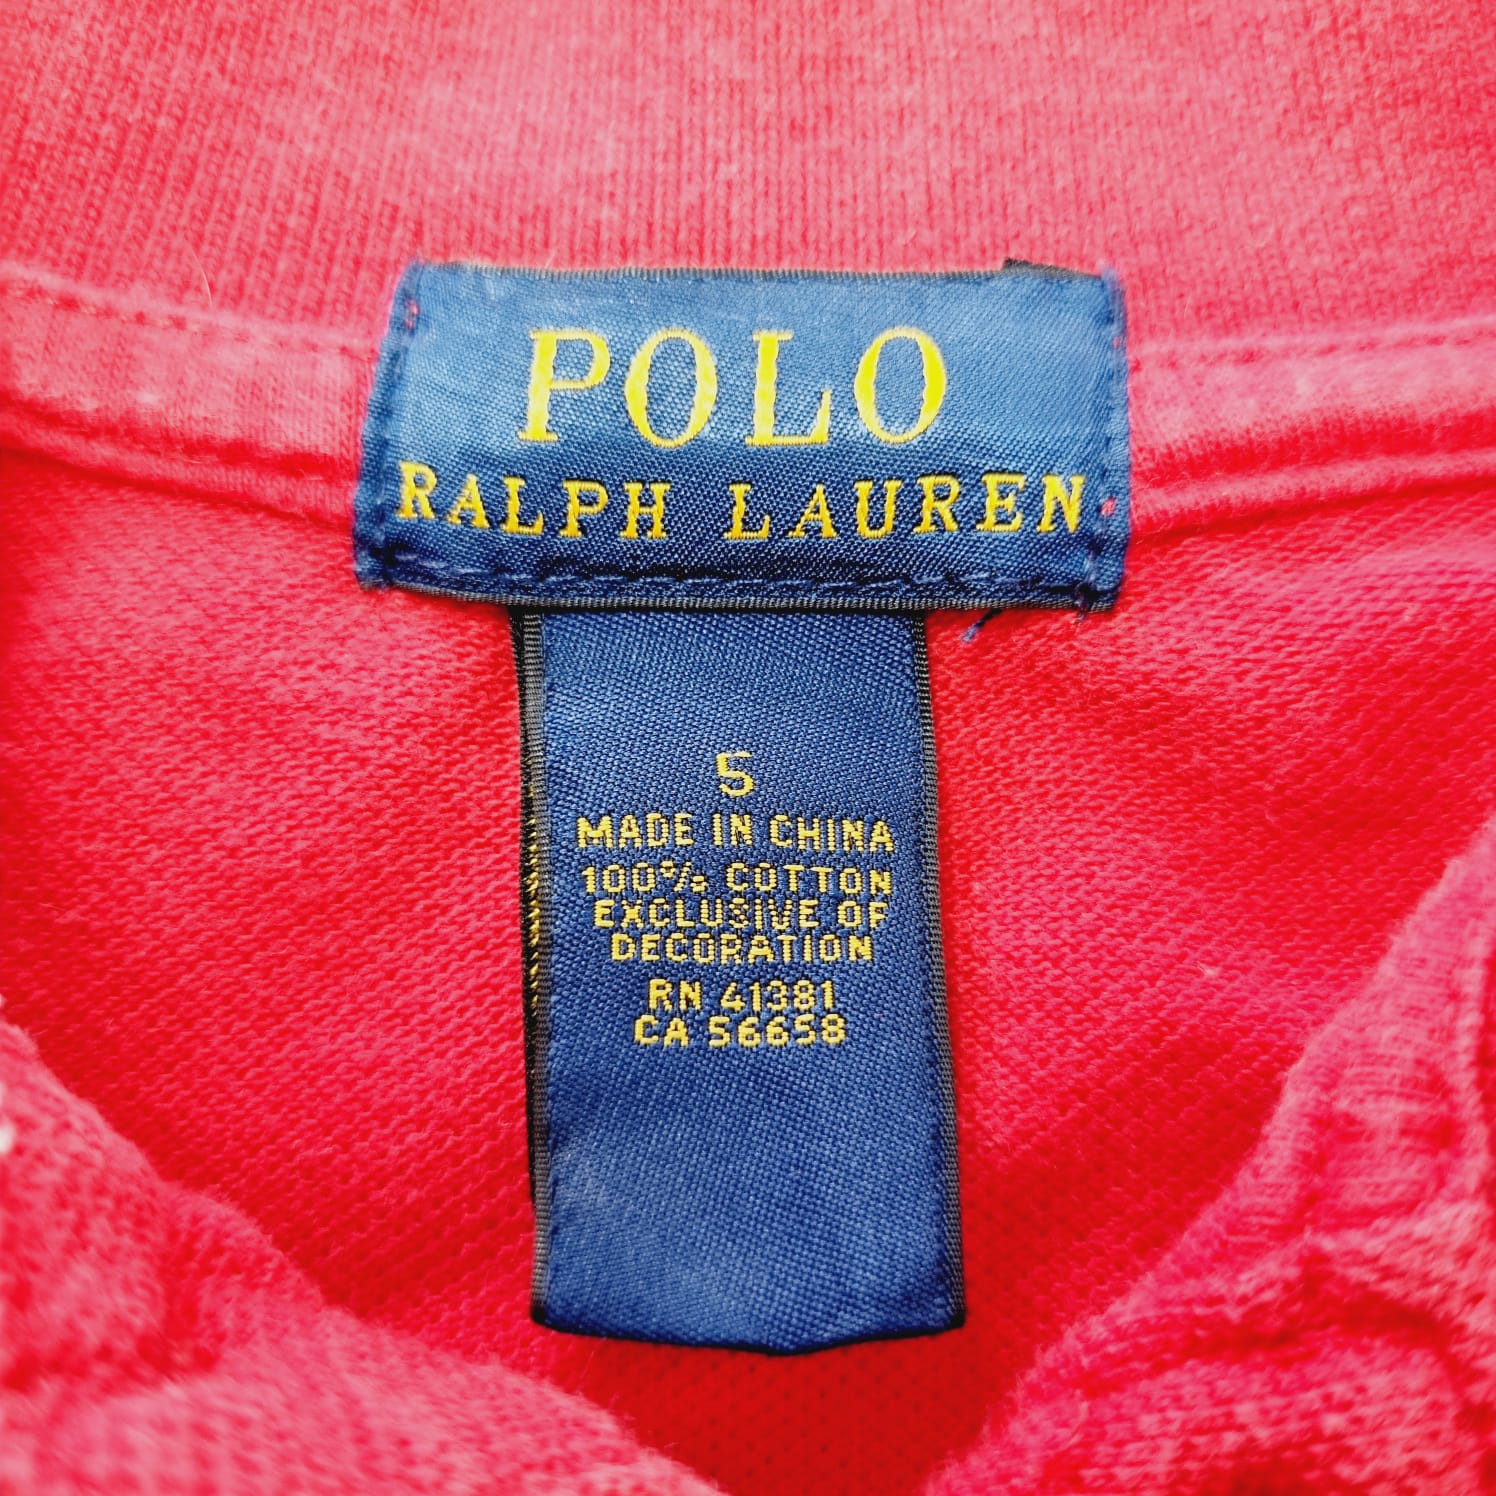 POLO
RALPH LAUREN
5
MADE IN CHINA
100% COTTON
EXCLUSIVE OF
DECORATION
RN 41381
CA 56658